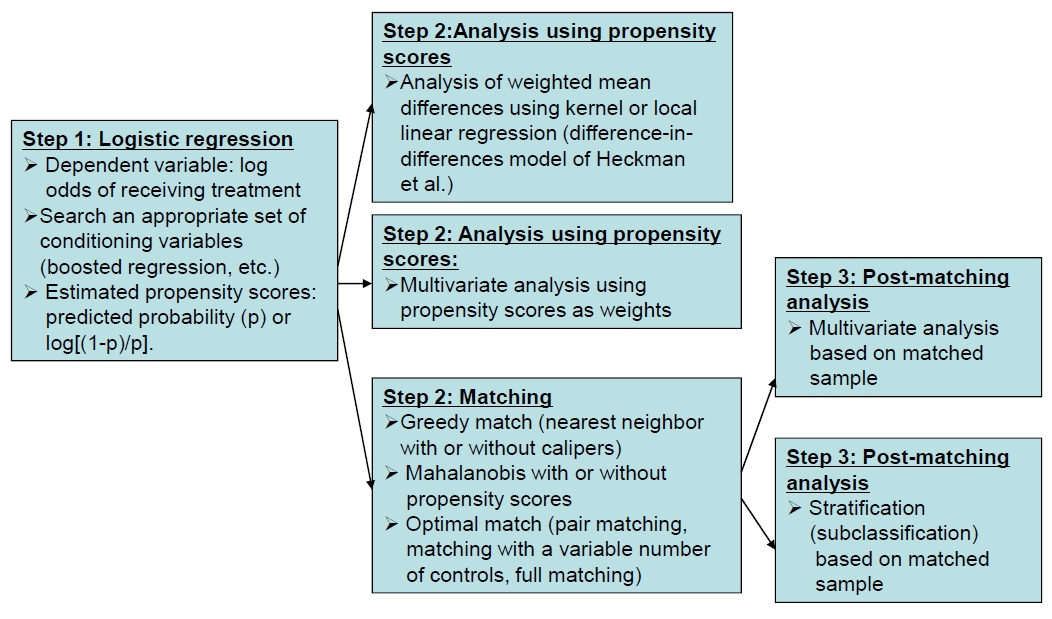 Step 1: Logistic regression
➢ Dependent variable: log
odds of receiving treatment
➢Search an appropriate set of
conditioning variables
(boosted regression, etc.)
➢ Estimated propensity scores:
predicted probability (p) or
log[(1-p)/p].
Step 2:Analysis using propensity
scores
➢Analysis of weighted mean
differences using kernel or local
linear regression (difference-in-
differences model of Heckman
et al.)
Step 2: Analysis using propensity
scores:
➢Multivariate analysis using
propensity scores as weights
Step 2: Matching
➢Greedy match (nearest neighbor
with or without calipers)
➢ Mahalanobis with or without
propensity scores
➢ Optimal match (pair matching,
matching with a variable number
of controls, full matching)
Step 3: Post-matching
analysis
➢ Multivariate analysis
based on matched
sample
Step 3: Post-matching
analysis
➢ Stratification
(subclassification)
based on matched
sample